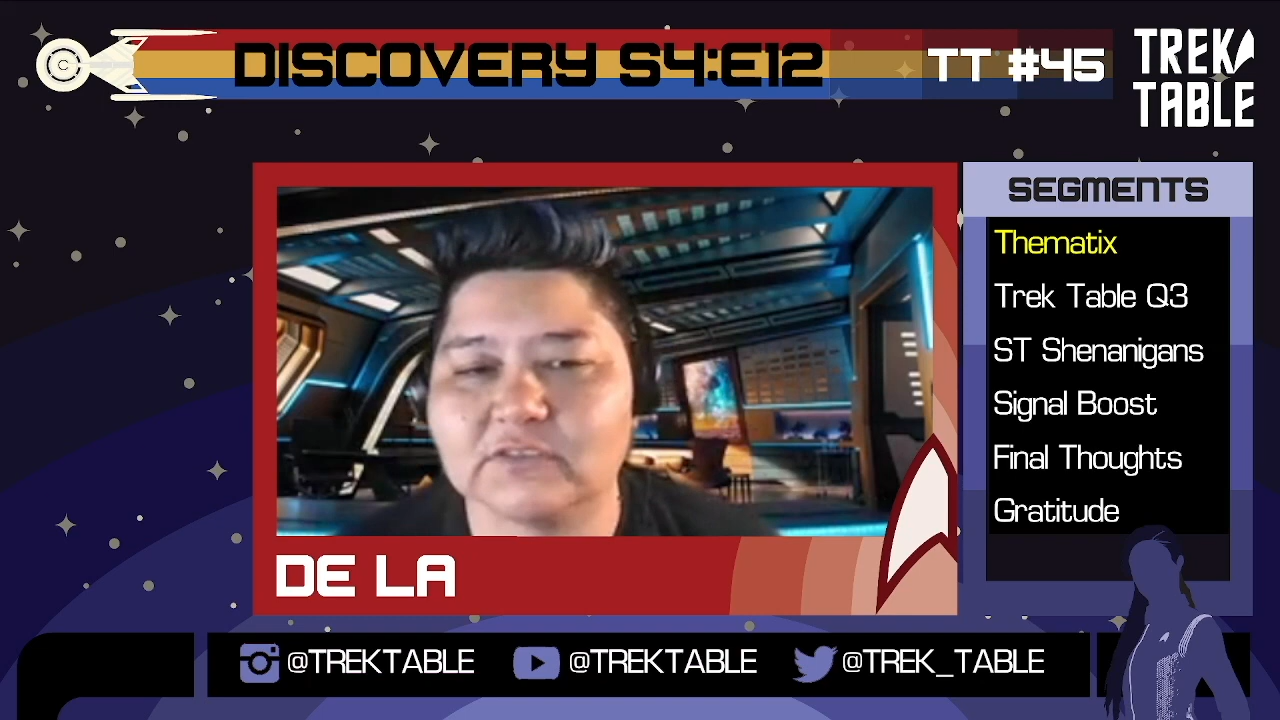 DISCOVERY S4:E12
TT #45
TREK
TABLE
SEGMENTS
Thematix
Trek Table Q3
ST Shenanigans
Signal Boost
Final Thoughts
Gratitude
DE LA
@TREKTABLE
@TREKTABLE
@TREK_TABLE